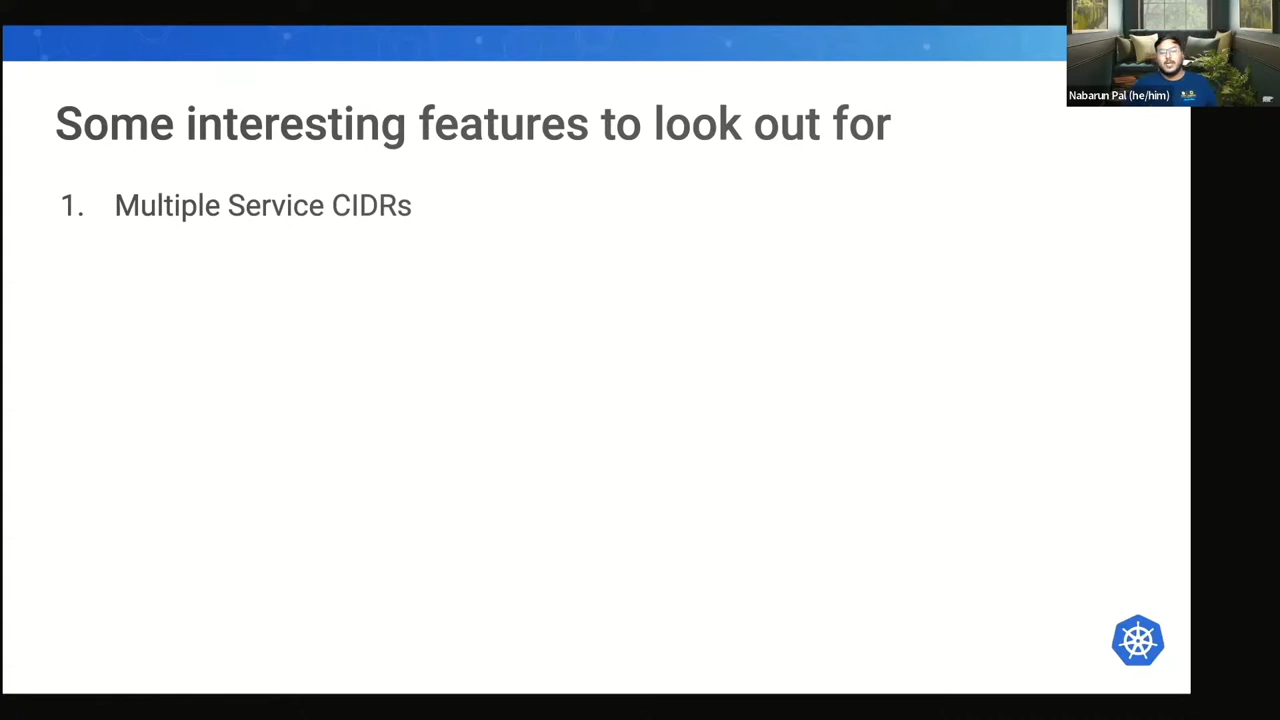 Some interesting features to look out for
1. Multiple Service CIDRs
Nabarun Pal (he/him)